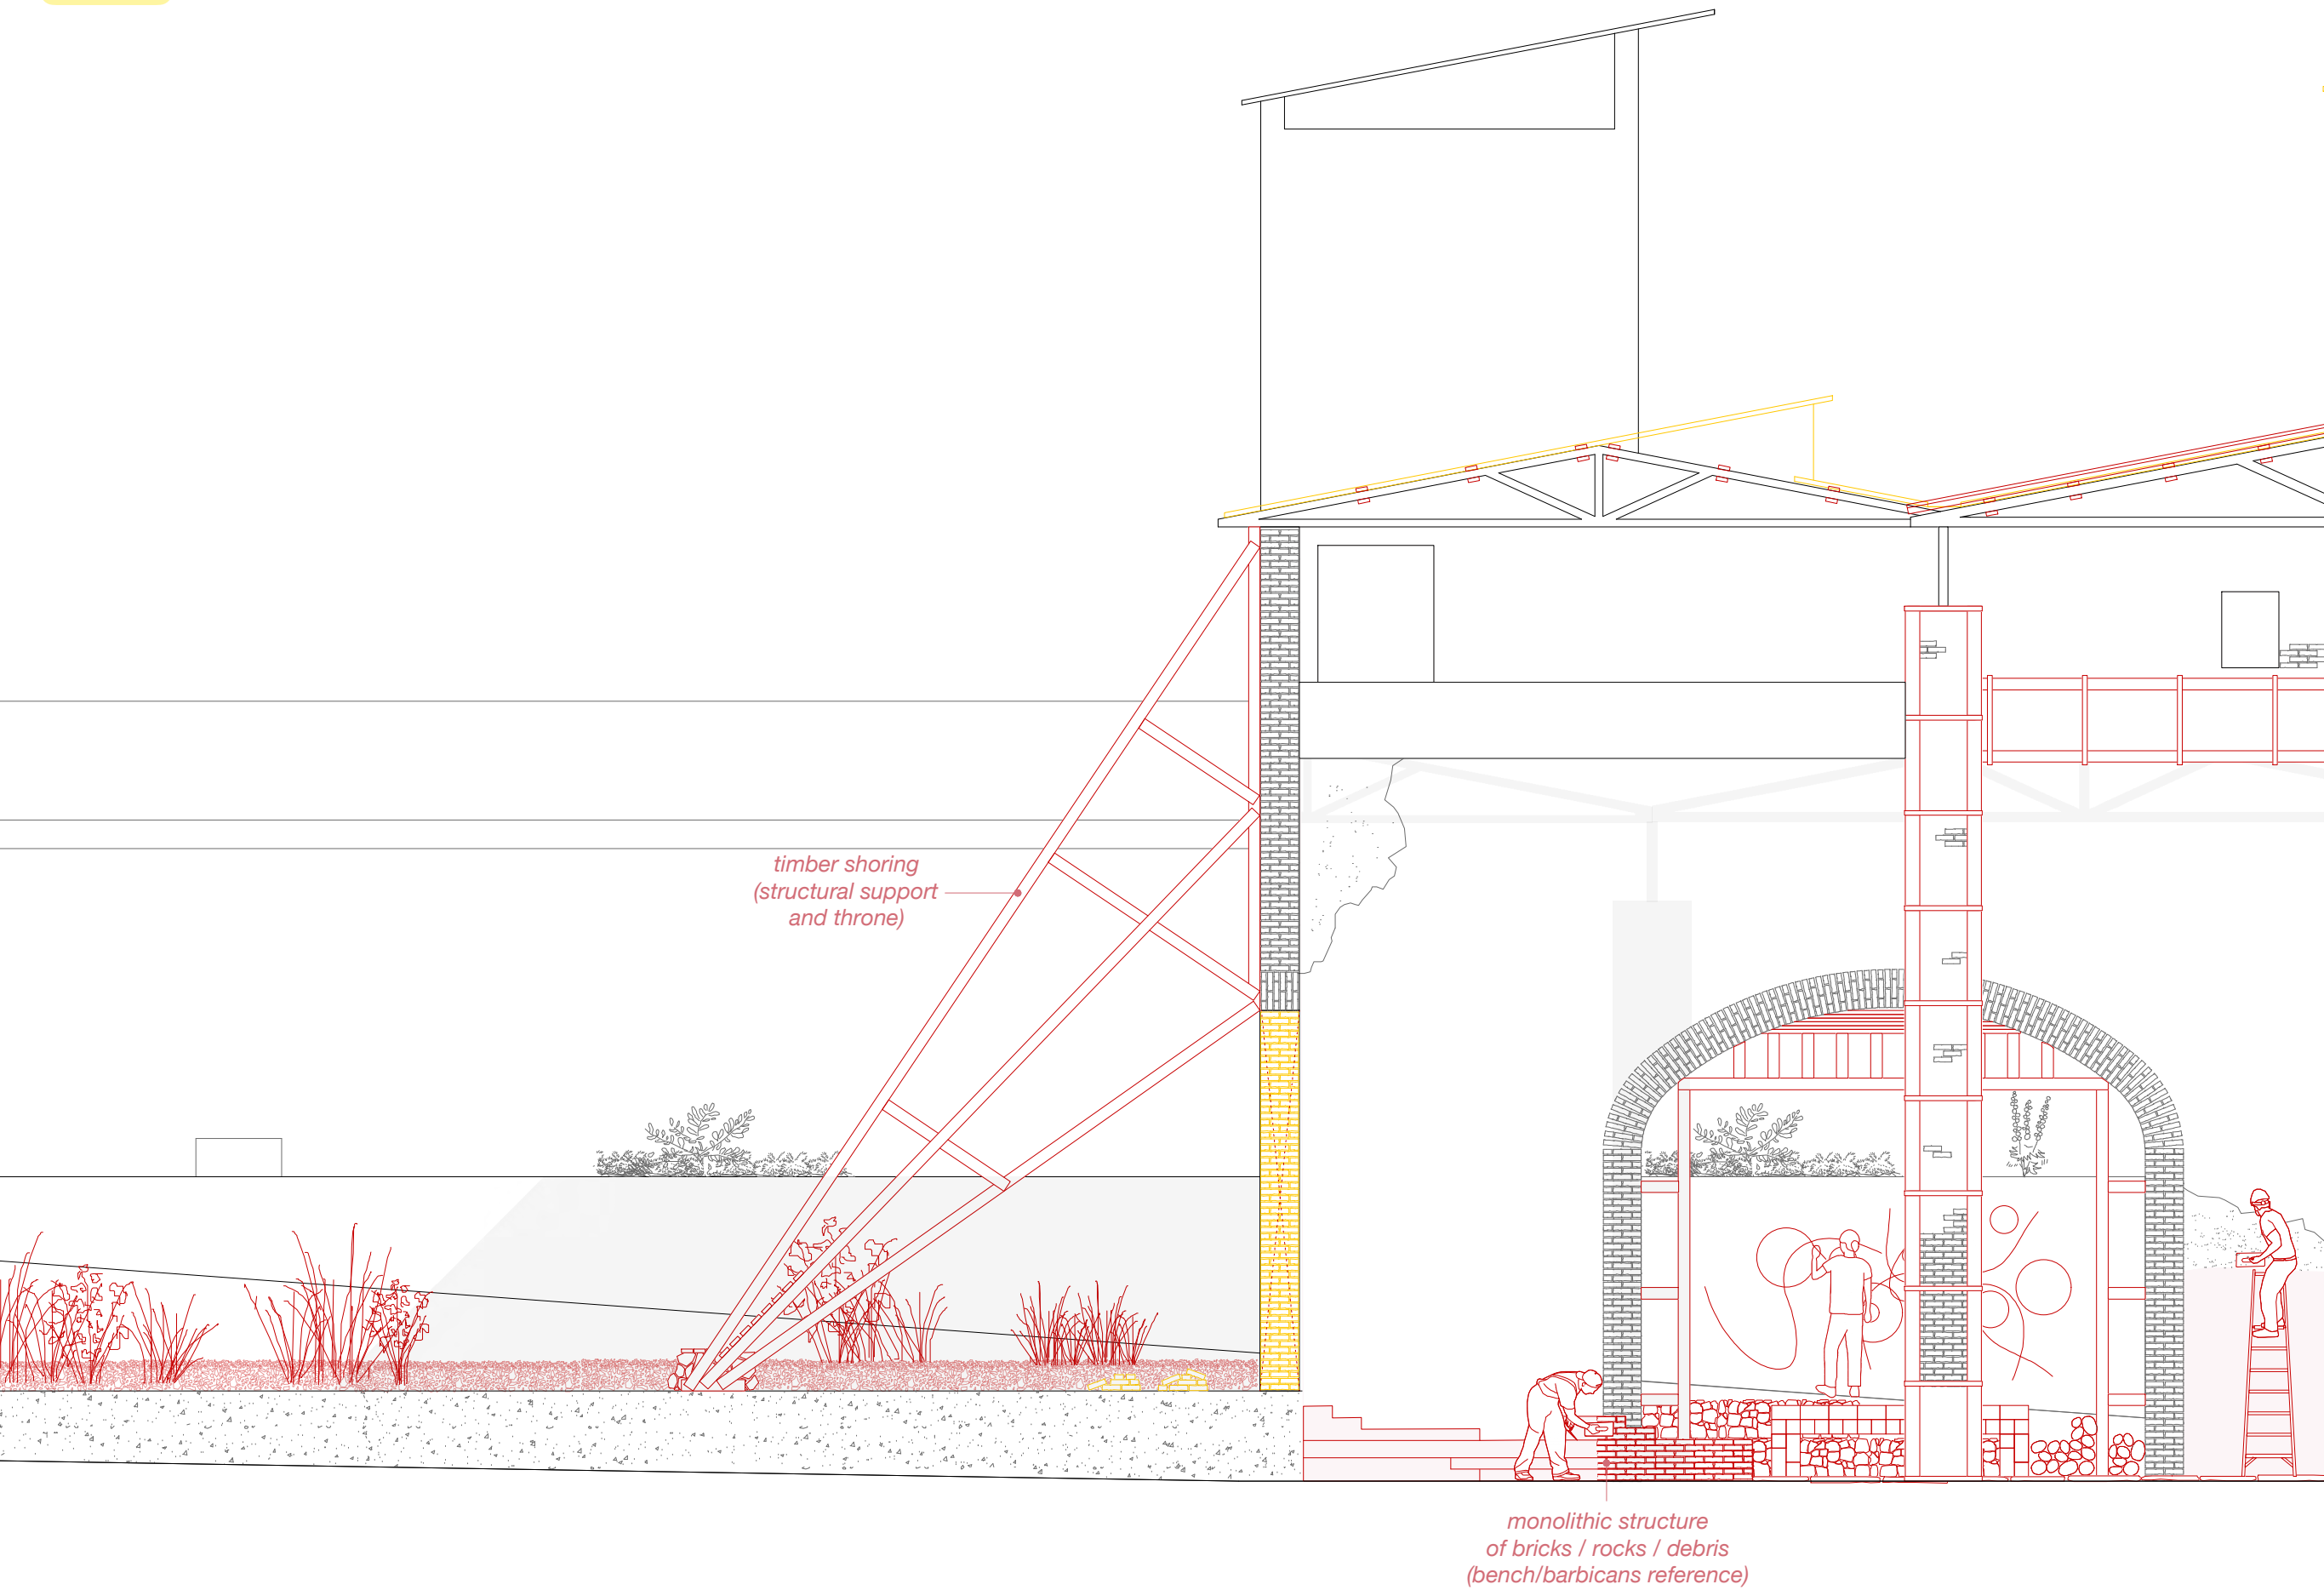 timber shoring
(structural support
and throne)
monolithic structure
of bricks / rocks / debris
(bench/barbicans reference)